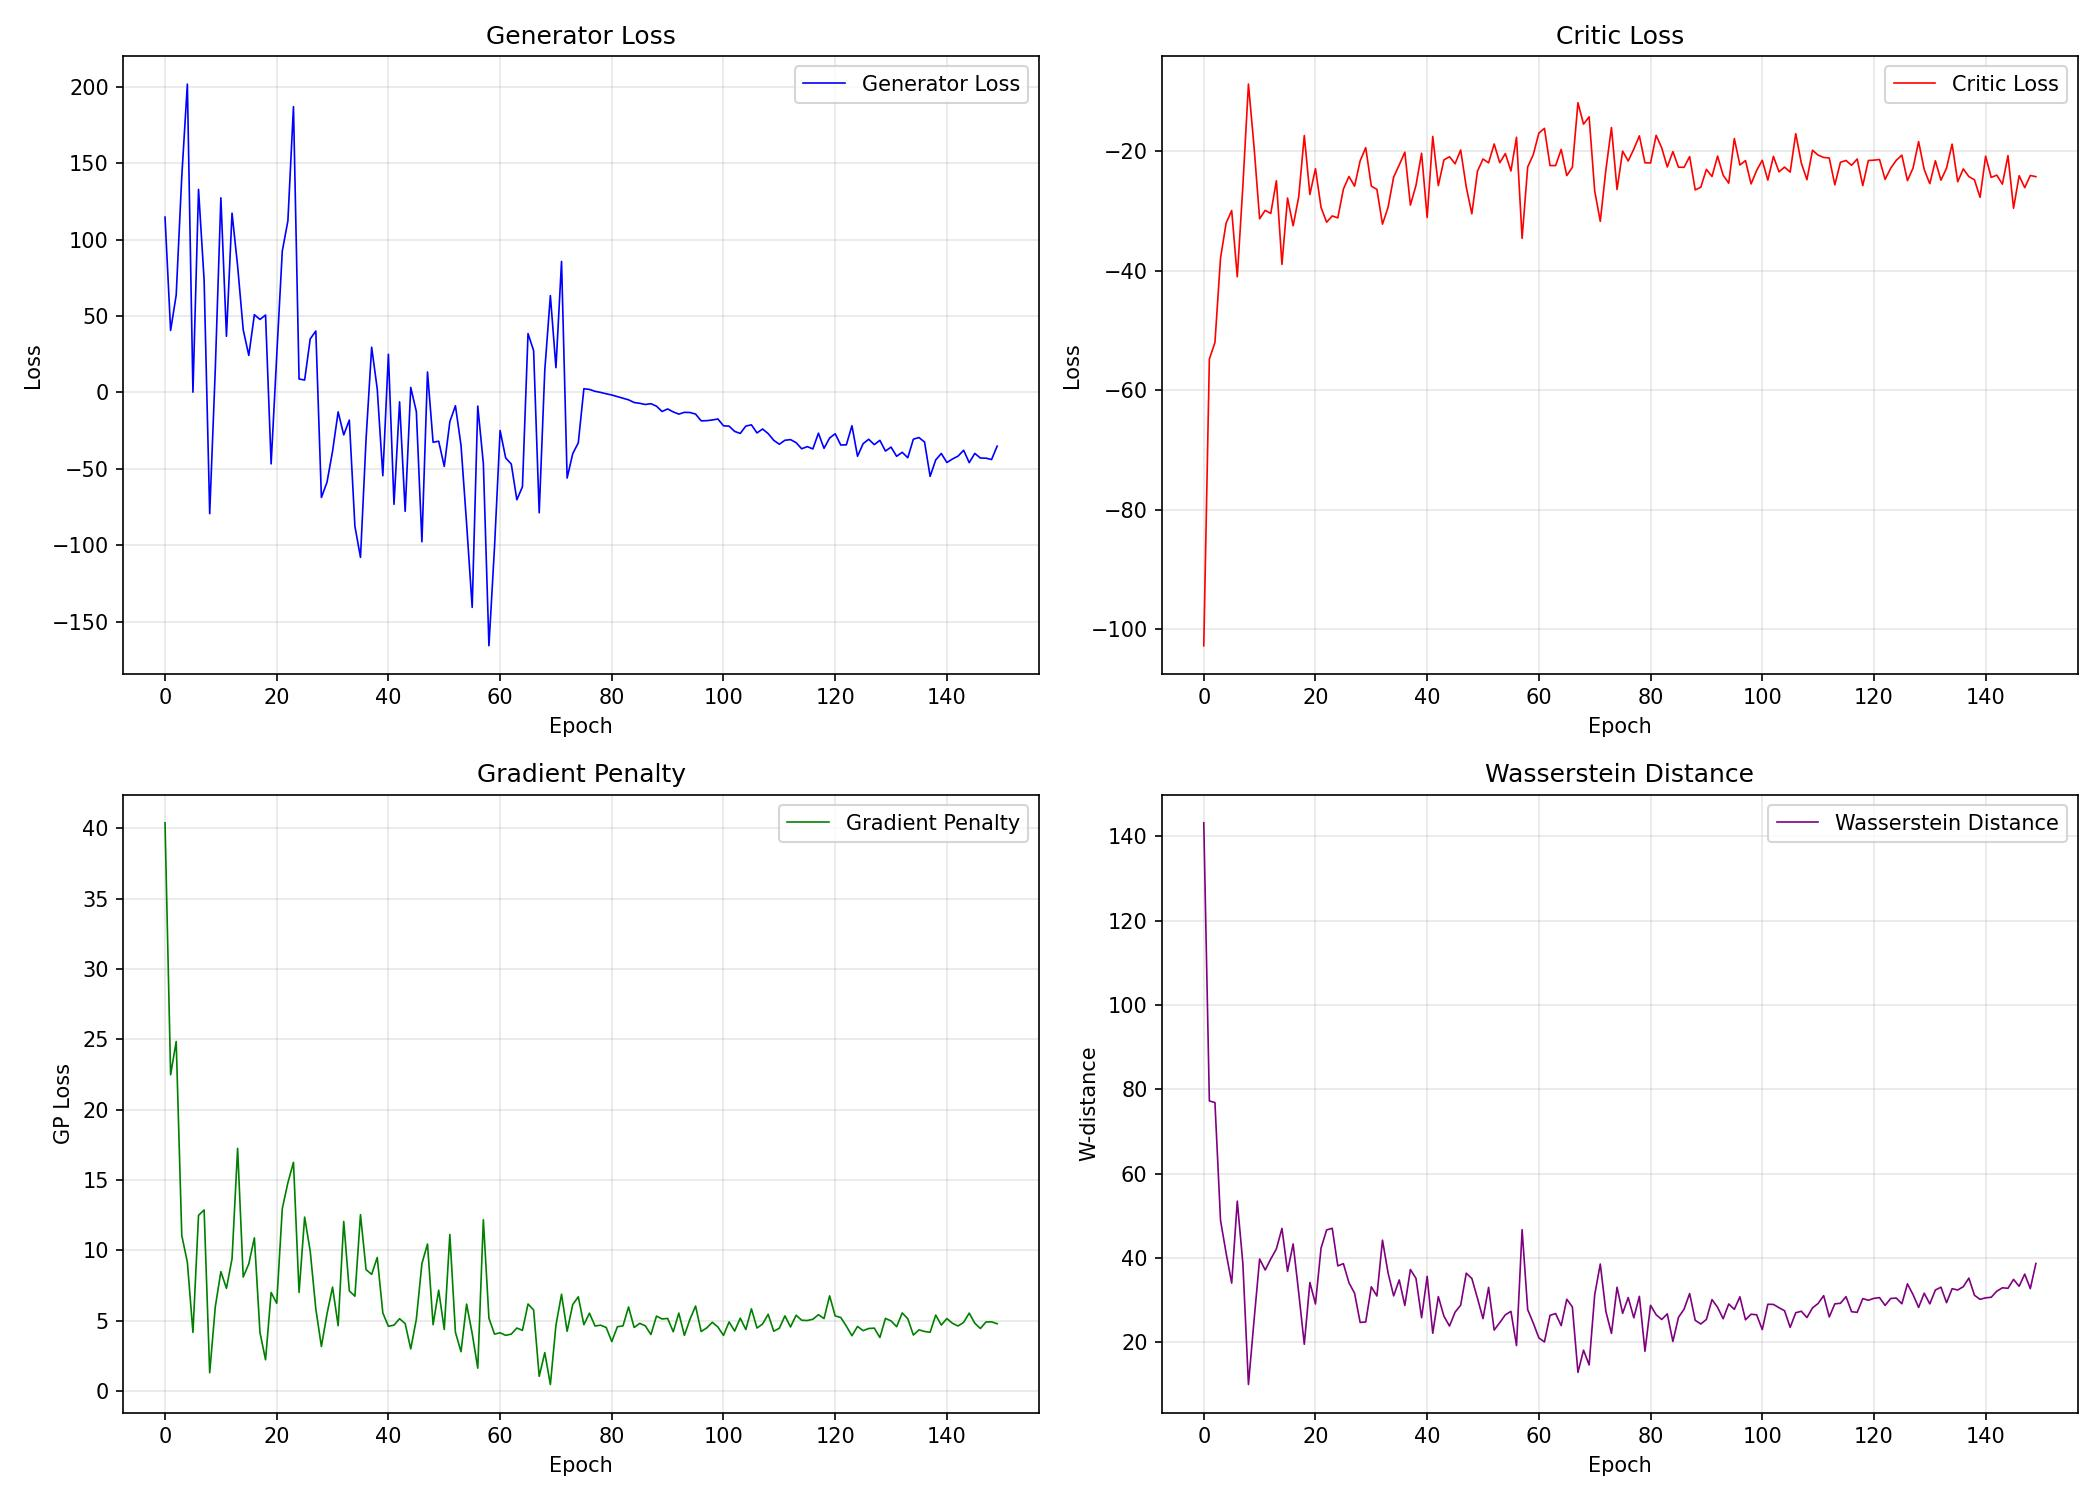 Generator Loss
Generator Loss
200
150
100
50
0
−50
−100
−150
Loss
0 20 40 60 80 100 120 140
Epoch
Critic Loss
Critic Loss
−20
−40
−60
−80
−100
Loss
0 20 40 60 80 100 120 140
Epoch
Gradient Penalty
Gradient Penalty
40
35
30
25
20
15
10
5
0
GP Loss
0 20 40 60 80 100 120 140
Epoch
Wasserstein Distance
Wasserstein Distance
140
120
100
80
60
40
20
W-distance
0 20 40 60 80 100 120 140
Epoch